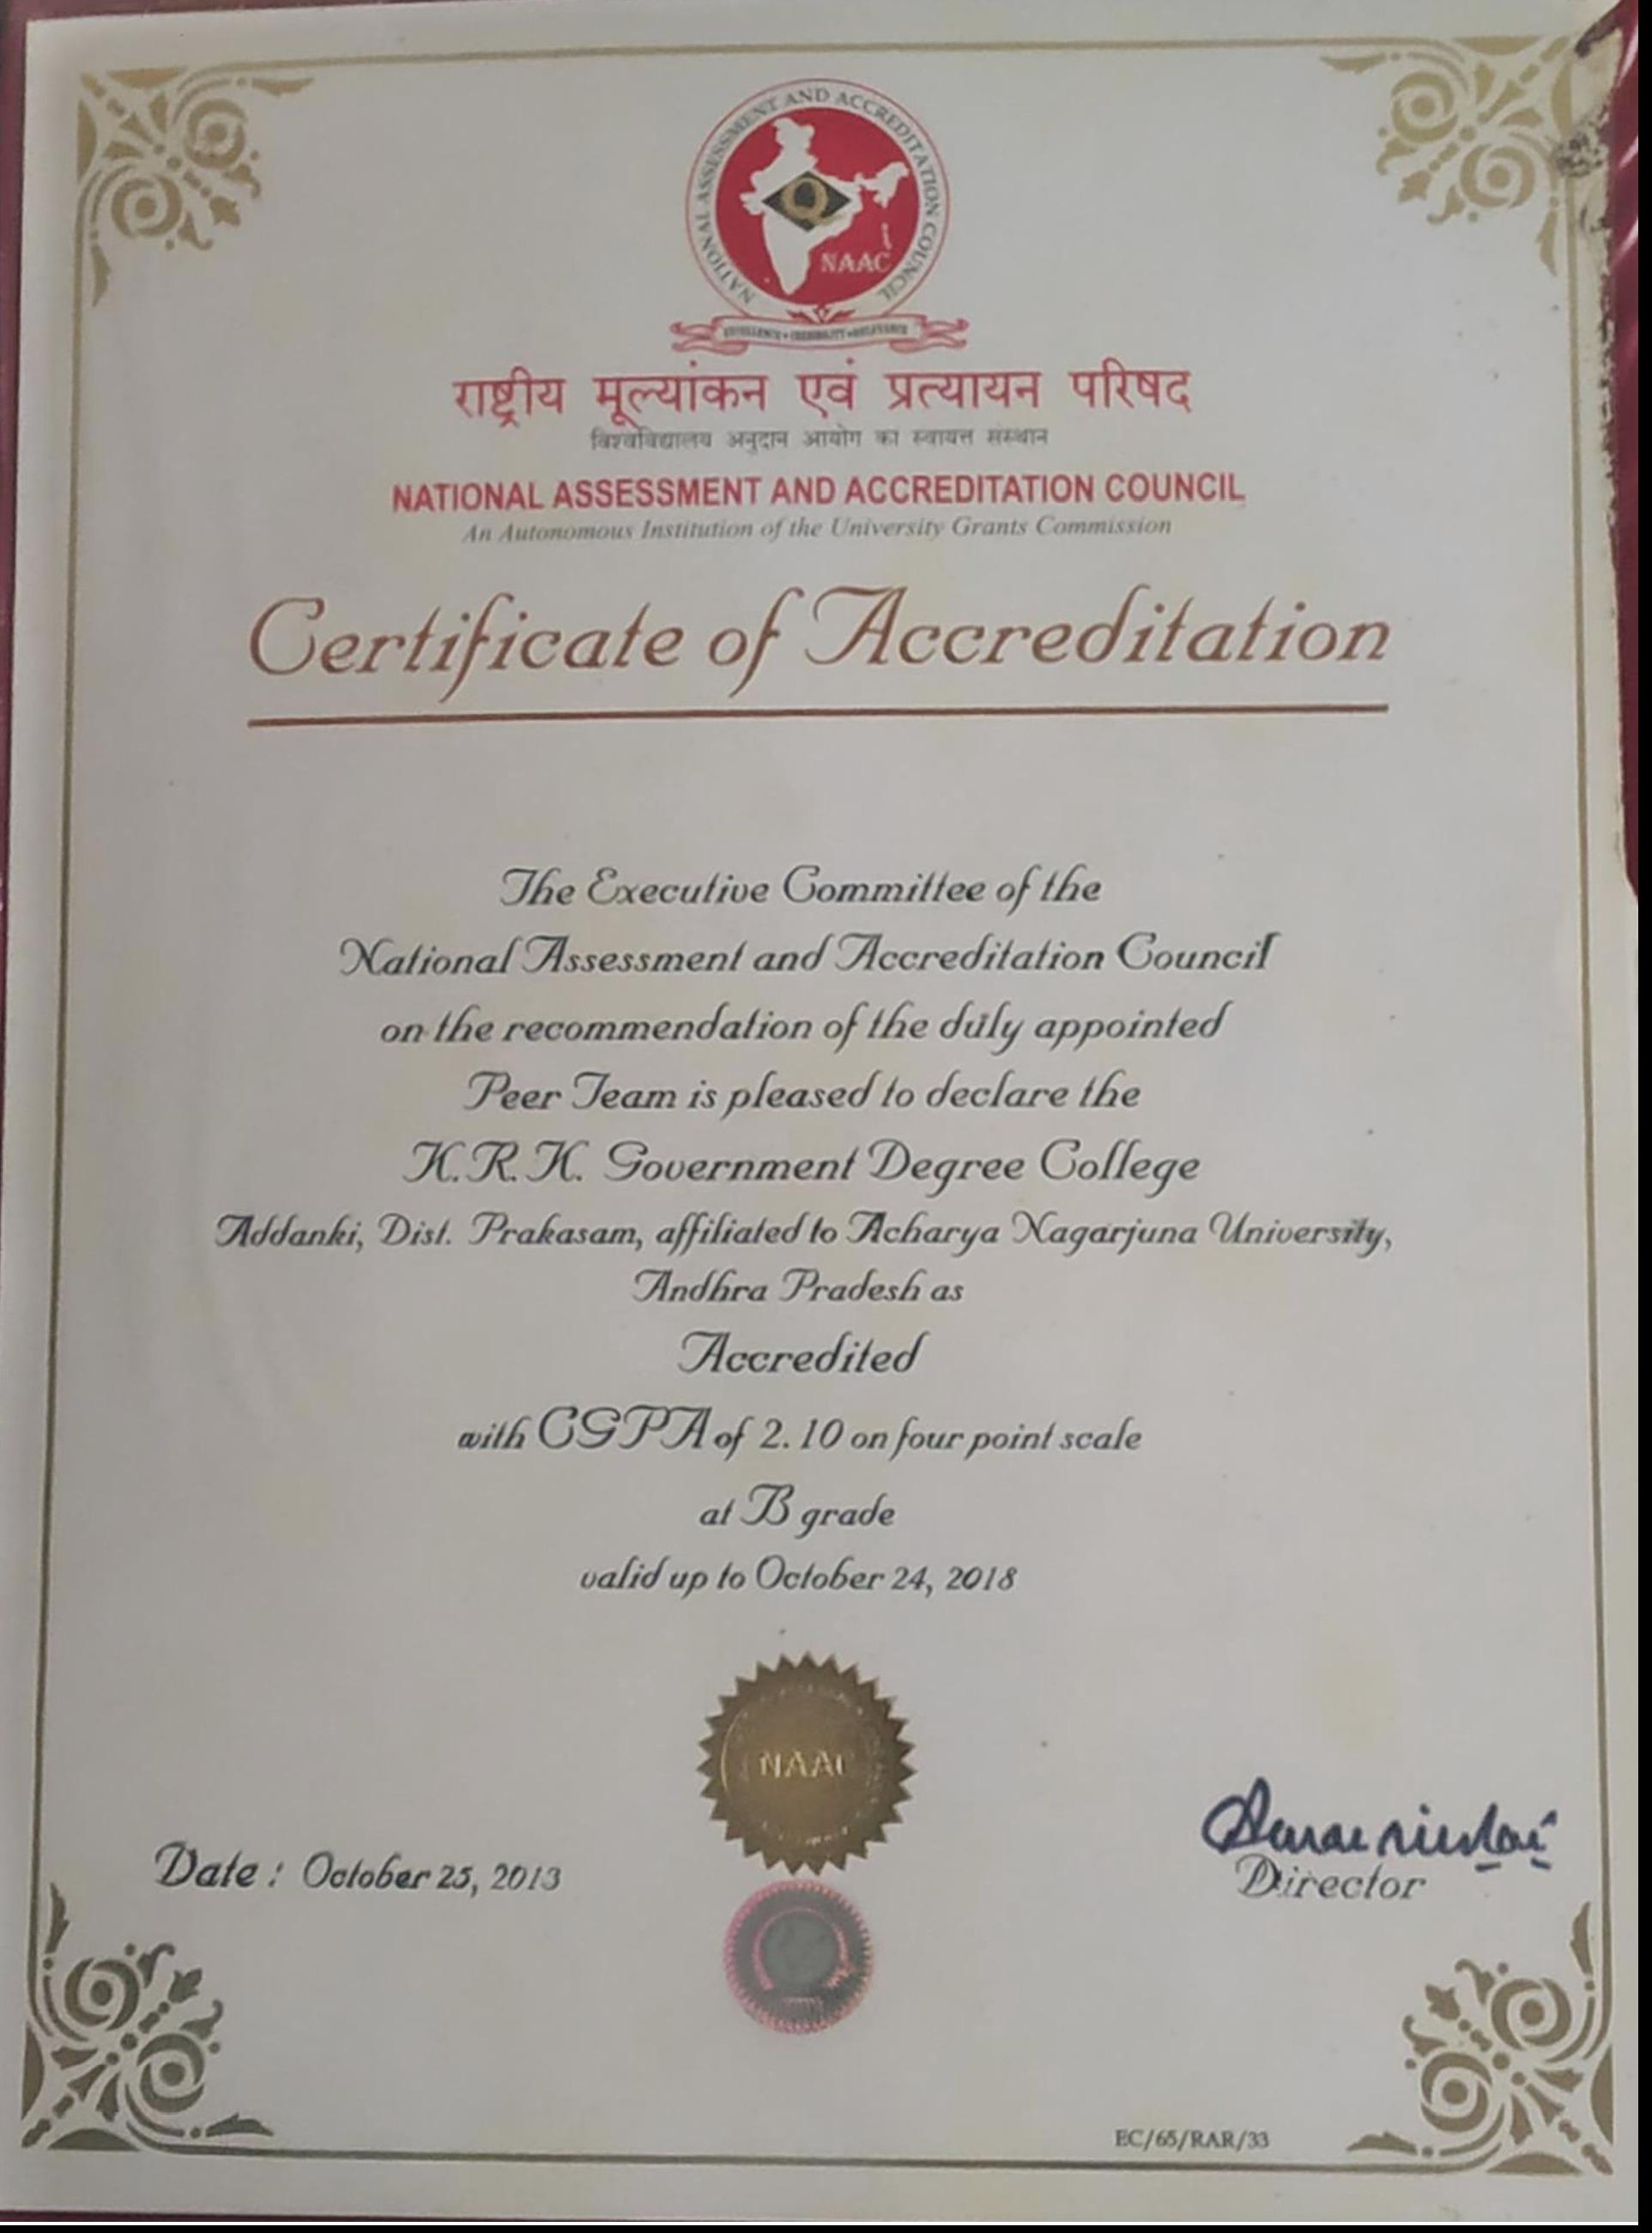 NATIONAL ASSESSMENT AND ACCREDITATION COUNCIL
Q
NAAC
EXCELLENCE • CREDIBILITY • RELEVANCE
राष्ट्रीय मूल्यांकन एवं प्रत्यायन परिषद
विश्वविद्यालय अनुदान आयोग का स्वायत्त संस्थान
NATIONAL ASSESSMENT AND ACCREDITATION COUNCIL
An Autonomous Institution of the University Grants Commission
Certificate of Accreditation
The Executive Committee of the
National Assessment and Accreditation Council
on the recommendation of the duly appointed
Peer Team is pleased to declare the
K.R.K. Government Degree College
Addanki, Dist. Prakasam, affiliated to Acharya Nagarjuna University,
Andhra Pradesh as
Accredited
with CGPA of 2.10 on four point scale
at B grade
valid up to October 24, 2018
NAAC
Date : October 25, 2013
Director
EC/65/RAR/33